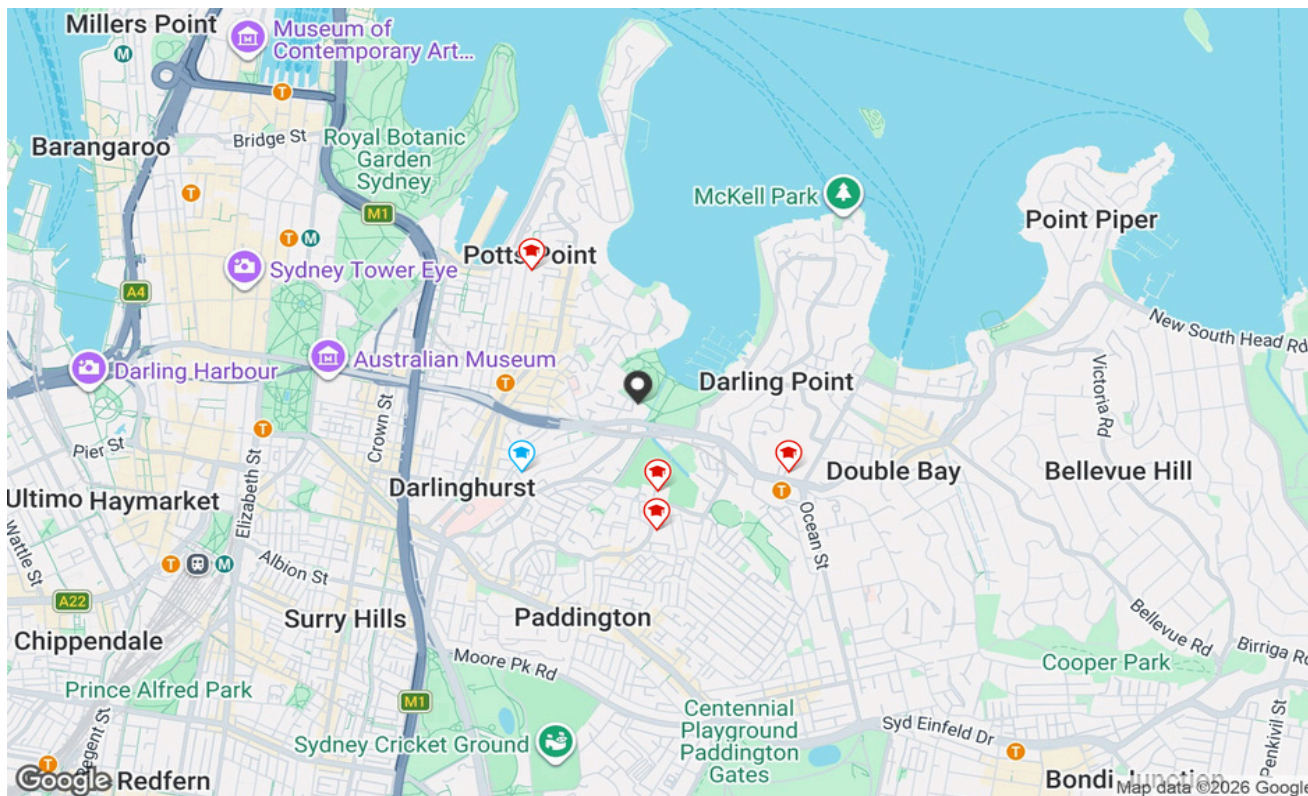 Millers Point
M
Museum of
Contemporary Art...
T
Barangaroo
Bridge St
Royal Botanic
Garden
Sydney
T
M1
McKell Park
Point Piper
T
M
Potts Point
Sydney Tower Eye
A4
New South Head Rd
Australian Museum
Darling Harbour
T
Darling Point
Victoria Rd
Crown St
T
Pier St
Elizabeth St
Darlinghurst
Double Bay
Bellevue Hill
T
Ultimo
Haymarket
Wattle St
Ocean St
T
M
Albion St
A22
Surry Hills
Paddington
Chippendale
Bellevue Rd
Birriga Rd
Moore Pk Rd
Cooper Park
Prince Alfred Park
M1
Centennial
Playground
Paddington
Gates
Syd Einfeld Dr
Penkivil St
Regent St
Sydney Cricket Ground
T
T
Google
Redfern
Bondi Junction
Map data ©2026 Google